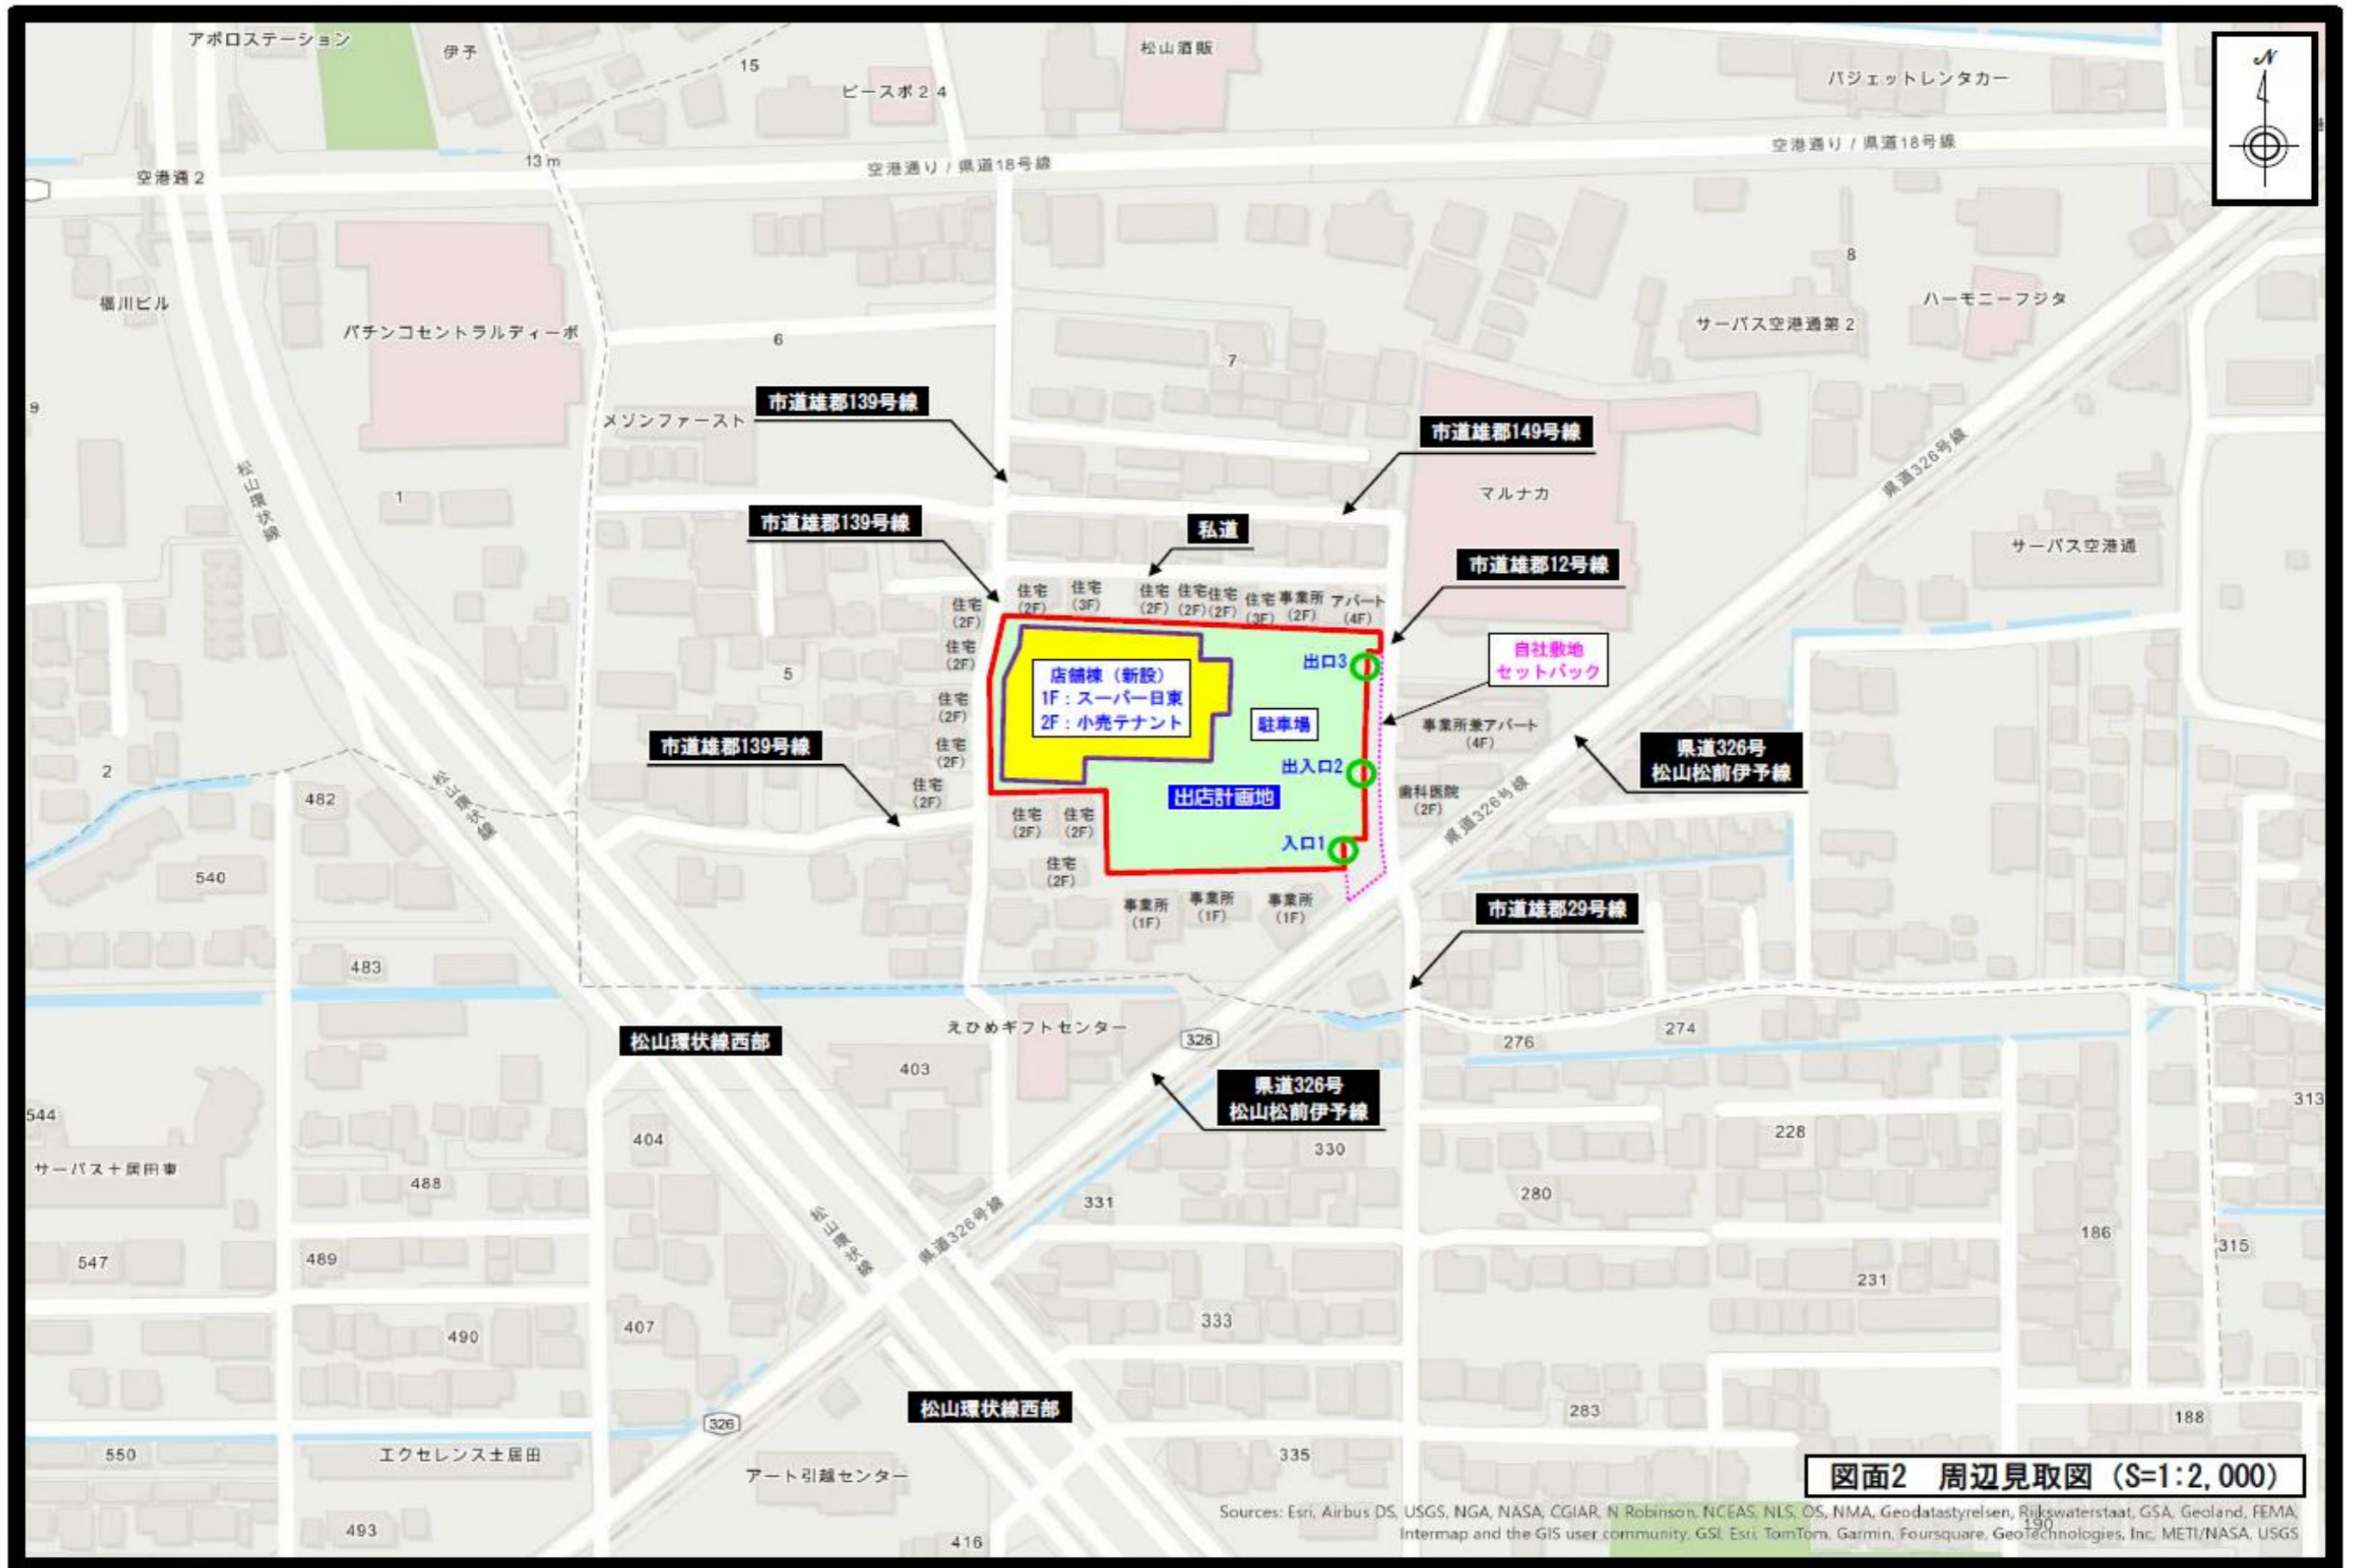 アポロステーション
伊予
15
ピースポ24
松山酒販
バジェットレンタカー
N
13 m
空港通2
空港通り / 県道18号線
空港通り / 県道18号線
福川ビル
パチンコセントラルディーボ
6
7
8
サーパス空港通第2
ハーモニーフジタ
9
メゾンファースト
市道雄郡139号線
市道雄郡149号線
県道326号線
松山環状線
1
マルナカ
市道雄郡139号線
私道
サーパス空港通
市道雄郡12号線
住宅
(2F)
住宅
(3F)
住宅
(2F)
住宅
(2F)
住宅
(2F)
住宅
(3F)
事業所
(2F)
アパート
(4F)
住宅
(2F)
住宅
(2F)
出口3
自社敷地
セットバック
5
店舗棟（新設）
1F：スーパー日東
2F：小売テナント
住宅
(2F)
駐車場
事業所兼アパート
(4F)
市道雄郡139号線
住宅
(2F)
県道326号
松山松前伊予線
2
松山環状線
482
住宅
(2F)
出入口2
出店計画地
歯科医院
(2F)
県道326号線
住宅
(2F)
住宅
(2F)
入口1
540
住宅
(2F)
事業所
(1F)
事業所
(1F)
事業所
(1F)
市道雄郡29号線
483
えひめギフトセンター
松山環状線西部
326
276
274
403
県道326号
松山松前伊予線
544
313
404
330
228
サーパス土居田東
488
331
280
松山環状線
県道326号線
186
547
489
315
231
490
407
333
松山環状線西部
326
283
188
550
エクセレンス土居田
アート引越センター
335
図面2　周辺見取図（S=1:2,000）
Sources: Esri, Airbus DS, USGS, NGA, NASA, CGIAR, N Robinson, NCEAS, NLS, OS, NMA, Geodatastyrelsen, Rijkswaterstaat, GSA, Geoland, FEMA,
Intermap and the GIS user community, GSI, Esri, TomTom, Garmin, Foursquare, GeoTechnologies, Inc, METI/NASA, USGS
190
493
416